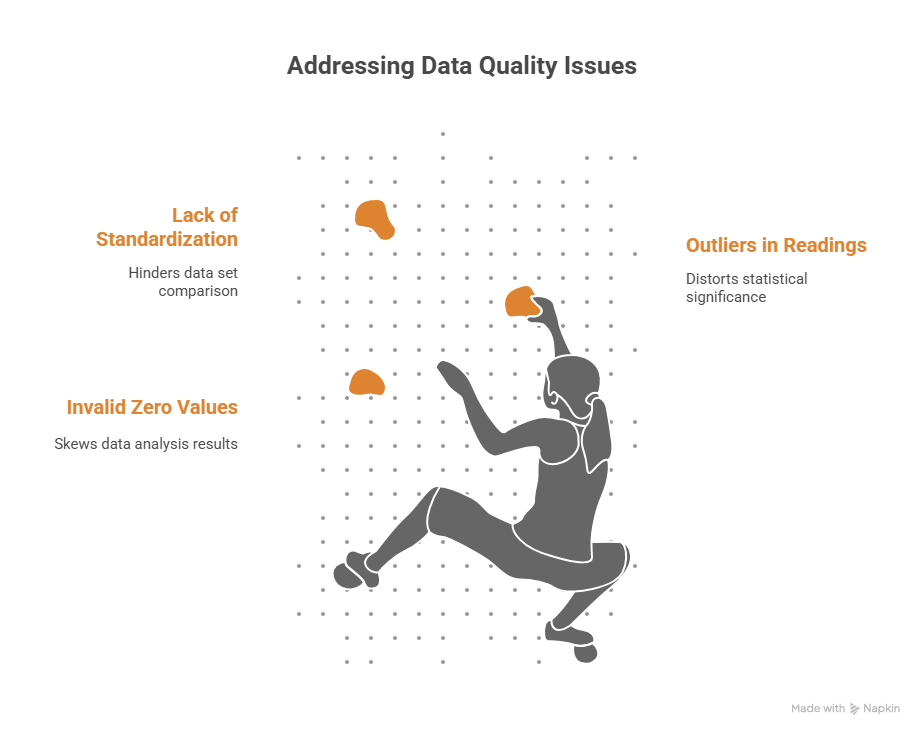 Addressing Data Quality Issues
Lack of
Standardization
Hinders data set
comparison
Outliers in Readings
Distorts statistical
significance
Invalid Zero Values
Skews data analysis results
Made with Napkin